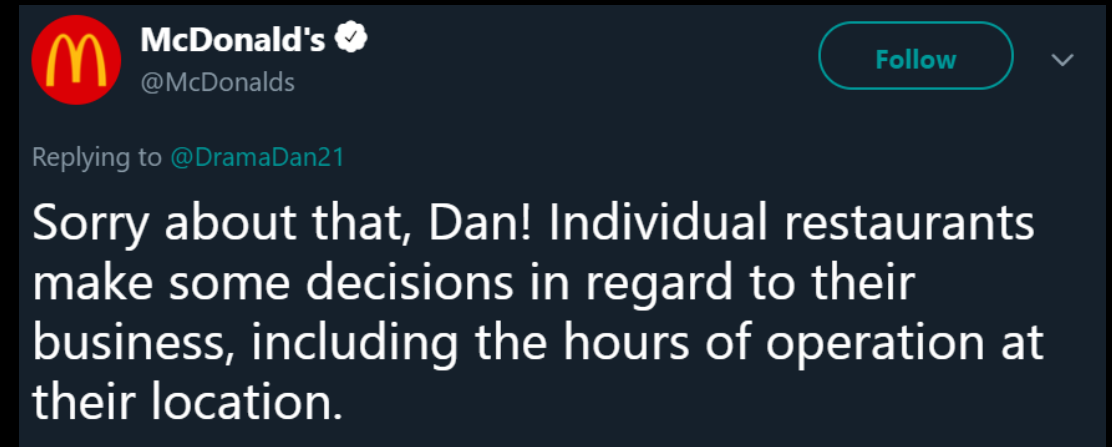 McDonald's
Follow
@McDonalds
Replying to @DramaDan21
Sorry about that, Dan! Individual restaurants
make some decisions in regard to their
business, including the hours of operation at
their location.